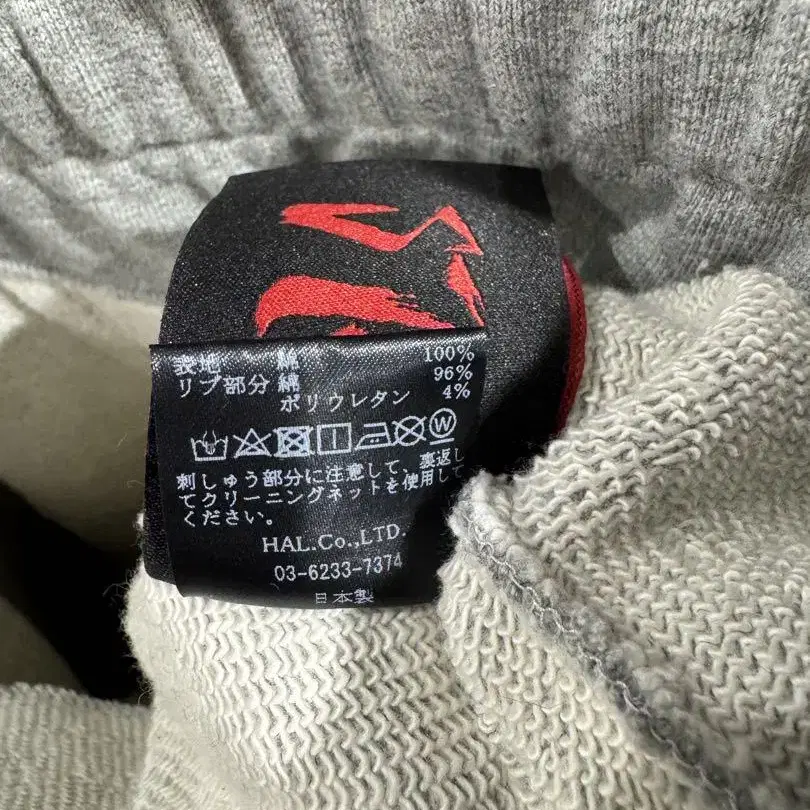 表地 綿 100%
リブ部分 綿 96%
ポリウレタン 4%
W
刺しゅう部分に注意して、裏返し
てクリーニングネットを使用して
ください。
HAL.Co.,LTD.
03-6233-7374
日本製